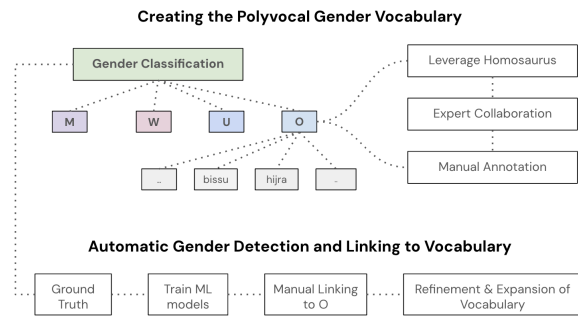 Creating the Polyvocal Gender Vocabulary
Gender Classification
Leverage Homosaurus
M
W
U
O
Expert Collaboration
Manual Annotation
..
bissu
hijra
..
Automatic Gender Detection and Linking to Vocabulary
Ground
Truth
Train ML
models
Manual Linking
to O
Refinement & Expansion of
Vocabulary